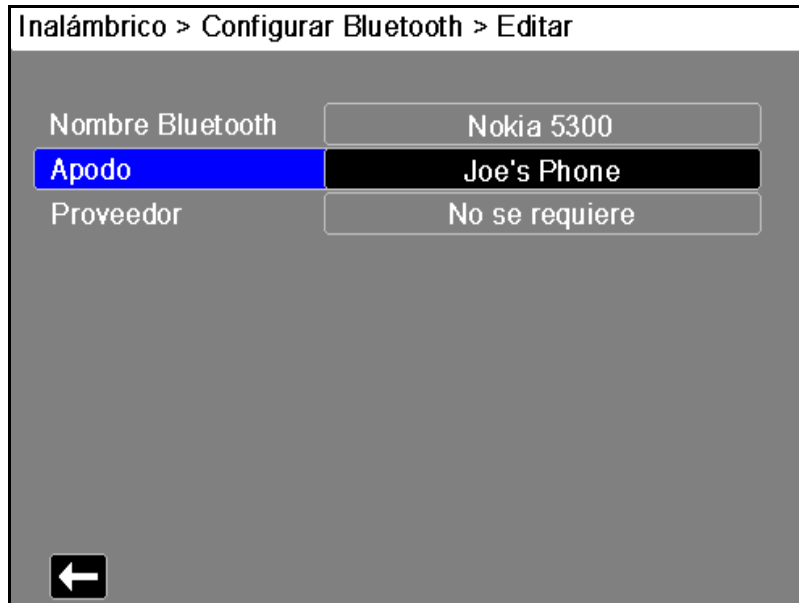 Inalámbrico > Configurar Bluetooth > Editar
Nombre Bluetooth Nokia 5300
Apodo Joe's Phone
Proveedor No se requiere